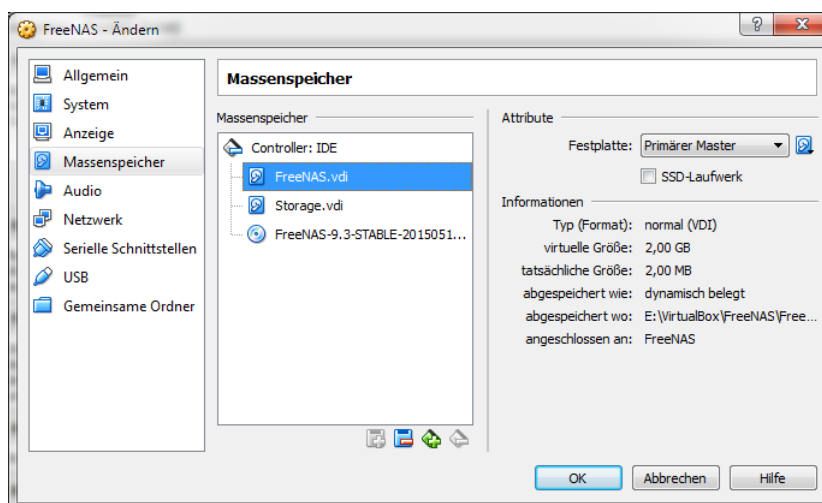 FreeNAS - Ändern
Allgemein
System
Anzeige
Massenspeicher
Audio
Netzwerk
Serielle Schnittstellen
USB
Gemeinsame Ordner
Massenspeicher
Massenspeicher
Controller: IDE
FreeNAS.vdi
Storage.vdi
FreeNAS-9.3-STABLE-2015051...
Attribute
Festplatte: Primärer Master
SSD-Laufwerk
Informationen
Typ (Format): normal (VDI)
virtuelle Größe: 2,00 GB
tatsächliche Größe: 2,00 MB
abgespeichert wie: dynamisch belegt
abgespeichert wo: E:\VirtualBox\FreeNAS\Free...
angeschlossen an: FreeNAS
OK Abbrechen Hilfe